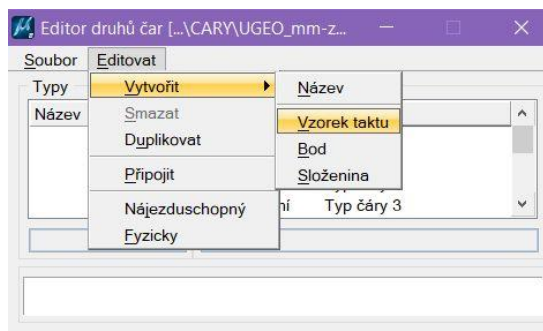 Editor druhů čar [...\CARY\UGEO_mm-z...
Soubor Editovat
Typy
Název
Vytvořit
Smazat
Duplikovat
Připojit
Nájezduschopný
Fyzicky
Název
Vzorek taktu
Bod
Složenina
ní Typ čáry 3